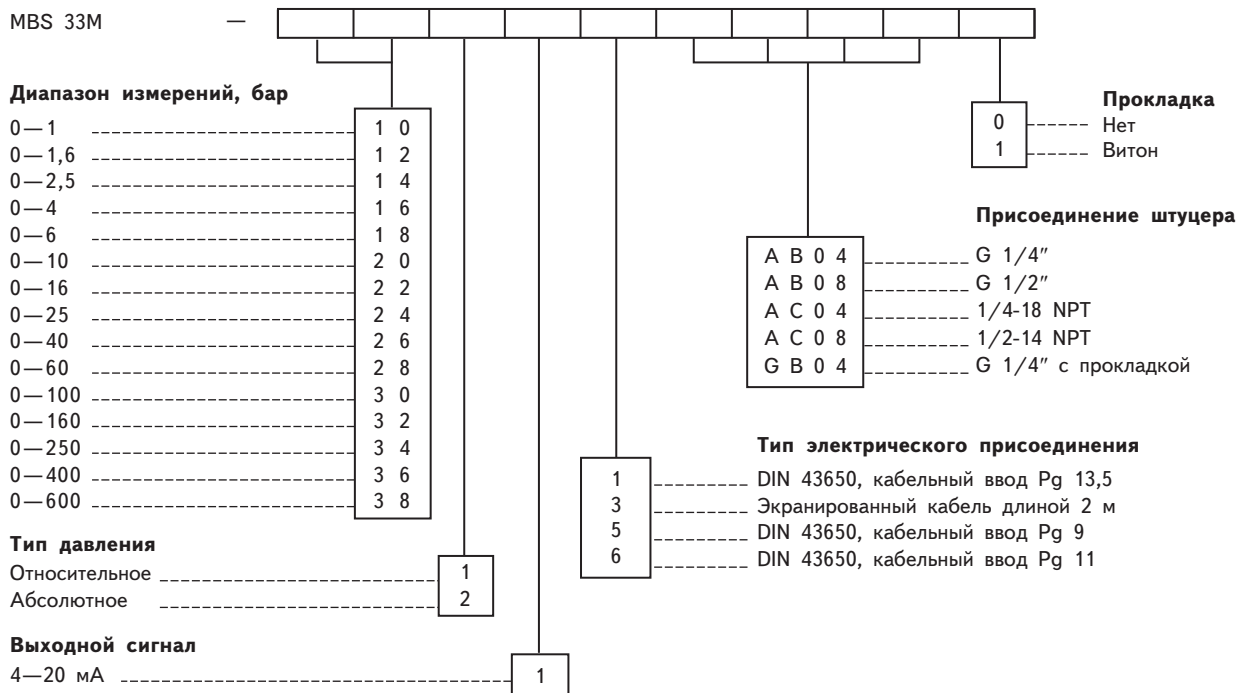 MBS 33M —
Диапазон измерений, бар
0—1 1 0
0—1,6 1 2
0—2,5 1 4
0—4 1 6
0—6 1 8
0—10 2 0
0—16 2 2
0—25 2 4
0—40 2 6
0—60 2 8
0—100 3 0
0—160 3 2
0—250 3 4
0—400 3 6
0—600 3 8
Тип давления
Относительное 1
Абсолютное 2
Выходной сигнал
4—20 мА 1
Прокладка
0 Нет
1 Витон
Присоединение штуцера
A B 0 4 G 1/4″
A B 0 8 G 1/2″
A C 0 4 1/4-18 NPT
A C 0 8 1/2-14 NPT
G B 0 4 G 1/4″ с прокладкой
Тип электрического присоединения
1 DIN 43650, кабельный ввод Pg 13,5
3 Экранированный кабель длиной 2 м
5 DIN 43650, кабельный ввод Pg 9
6 DIN 43650, кабельный ввод Pg 11